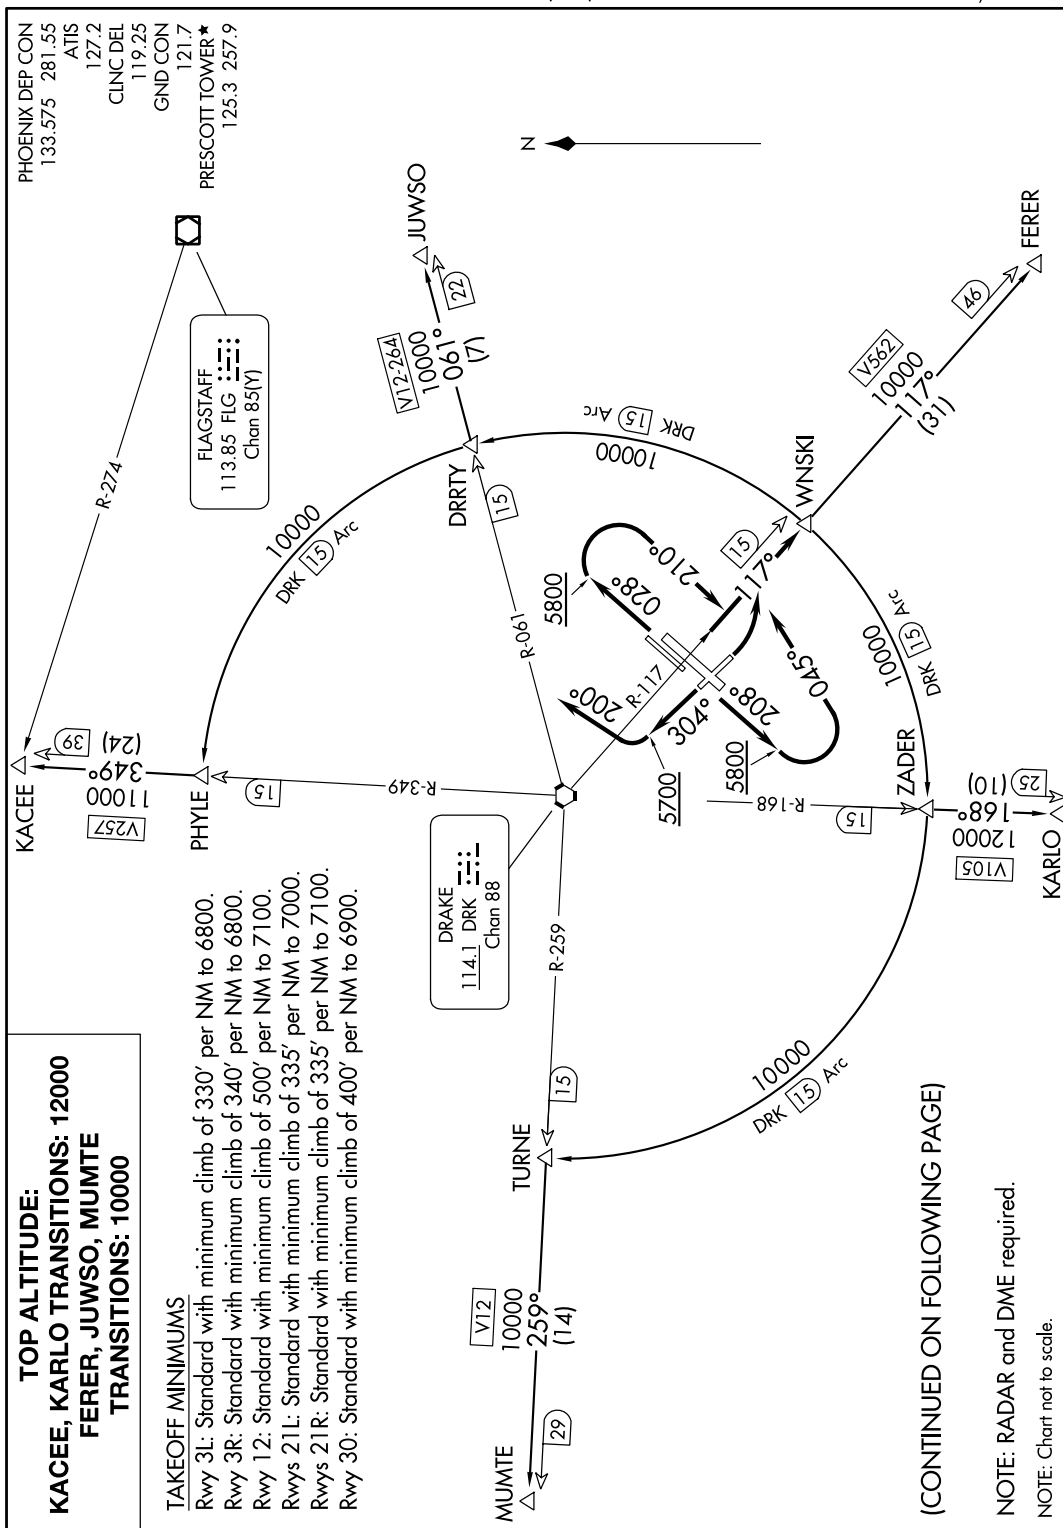 TOP ALTITUDE:
KACEE, KARLO TRANSITIONS: 12000
FERER, JUWSO, MUMTE
TRANSITIONS: 10000
TAKEOFF MINIMUMS
Rwy 3L: Standard with minimum climb of 330' per NM to 6800.
Rwy 3R: Standard with minimum climb of 340' per NM to 6800.
Rwy 12: Standard with minimum climb of 500' per NM to 7100.
Rwys 21L: Standard with minimum climb of 335' per NM to 7000.
Rwys 21R: Standard with minimum climb of 335' per NM to 7100.
Rwy 30: Standard with minimum climb of 400' per NM to 6900.
PHOENIX DEP CON
133.575 281.55
ATIS
127.2
CLNC DEL
119.25
GND CON
121.7
PRESCOTT TOWER★
125.3 257.9
KACEE
39
V257
11000
349°
(24)
PHYLE
15
R-349
R-274
FLAGSTAFF
113.85 FLG
Chan 85(Y)
10000
DRK 15 Arc
N
JUWSO
22
V12-264
10000
061°
(7)
DRRTY
15
R-061
DRAKE
114.1 DRK
Chan 88
10000
DRK 15 Arc
R-259
15
TURNE
V12
10000
259°
(14)
29
MUMTE
5800
028°
210°
R-117
200°
5700
304°
208°
5800
045°
117°
15
WNSKI
V562
10000
117°
(31)
46
FERER
10000
DRK 15 Arc
R-168
15
ZADER
V105
12000
168°
(10)
25
KARLO
10000
DRK 15 Arc
(CONTINUED ON FOLLOWING PAGE)
NOTE: RADAR and DME required.
NOTE: Chart not to scale.